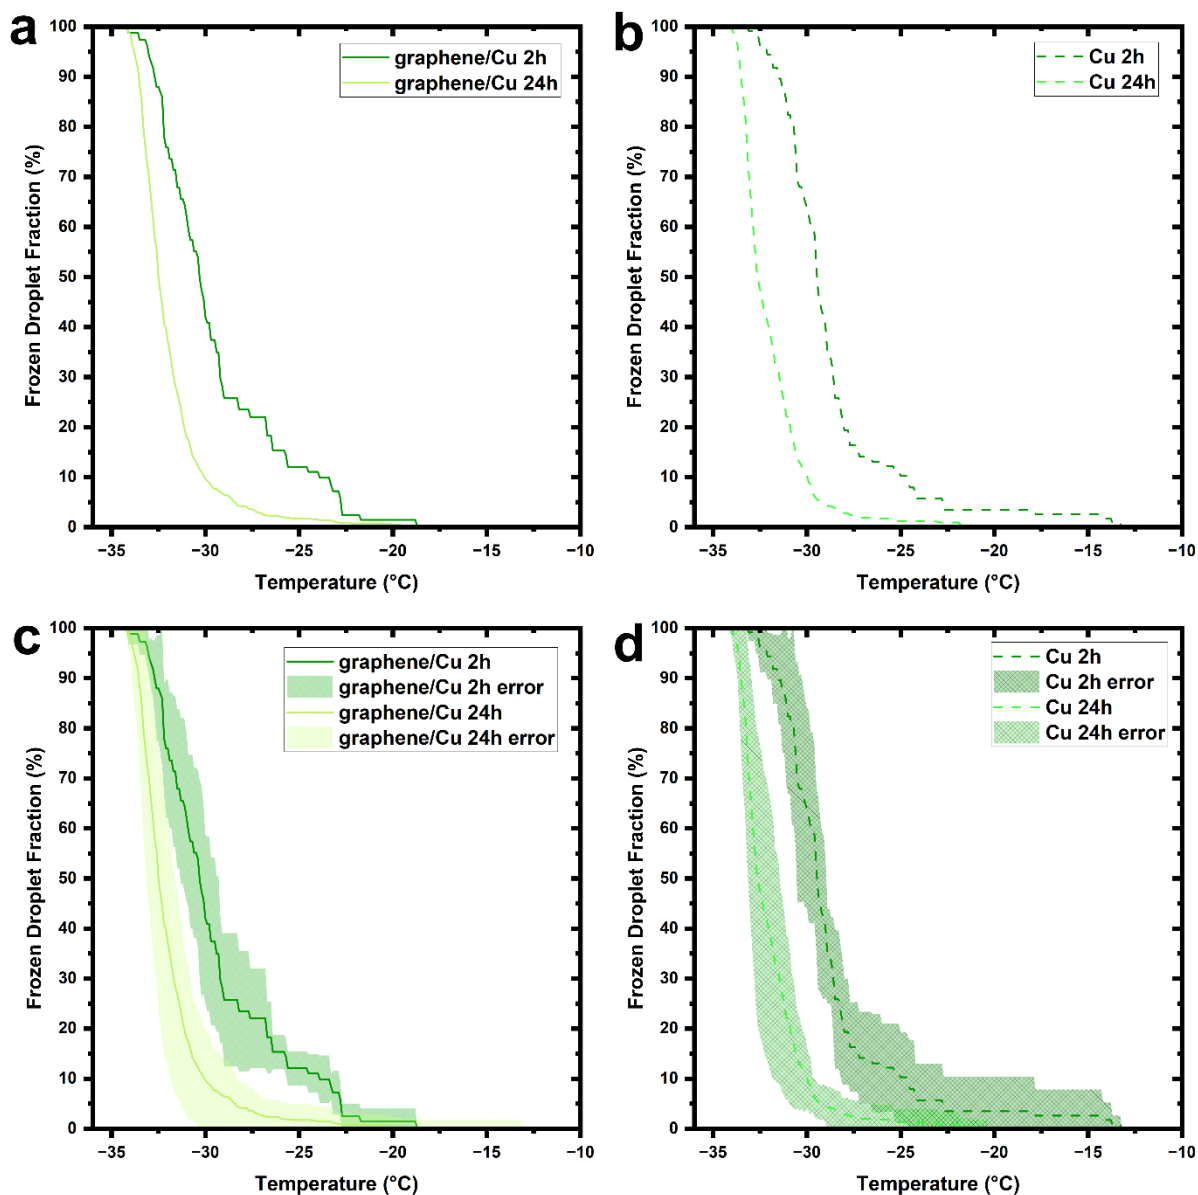 a
graphene/Cu 2h
graphene/Cu 24h
Frozen Droplet Fraction (%)
100
90
80
70
60
50
40
30
20
10
0
−35
−30
−25
−20
−15
−10
Temperature (°C)
b
Cu 2h
Cu 24h
Frozen Droplet Fraction (%)
100
90
80
70
60
50
40
30
20
10
0
−35
−30
−25
−20
−15
−10
Temperature (°C)
c
graphene/Cu 2h
graphene/Cu 2h error
graphene/Cu 24h
graphene/Cu 24h error
Frozen Droplet Fraction (%)
100
90
80
70
60
50
40
30
20
10
0
−35
−30
−25
−20
−15
−10
Temperature (°C)
d
Cu 2h
Cu 2h error
Cu 24h
Cu 24h error
Frozen Droplet Fraction (%)
100
90
80
70
60
50
40
30
20
10
0
−35
−30
−25
−20
−15
−10
Temperature (°C)